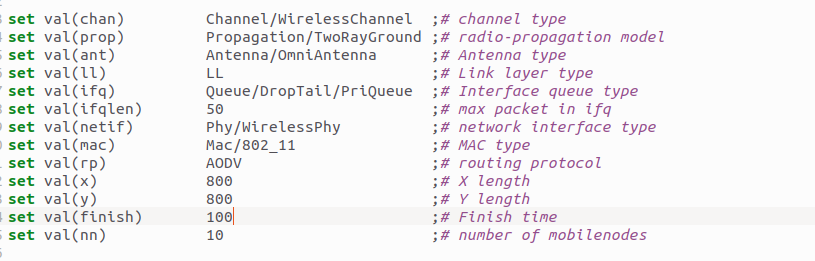 set val(chan) Channel/WirelessChannel ;# channel type
set val(prop) Propagation/TwoRayGround ;# radio-propagation model
set val(ant) Antenna/OmniAntenna ;# Antenna type
set val(ll) LL ;# Link layer type
set val(ifq) Queue/DropTail/PriQueue ;# Interface queue type
set val(ifqlen) 50 ;# max packet in ifq
set val(netif) Phy/WirelessPhy ;# network interface type
set val(mac) Mac/802_11 ;# MAC type
set val(rp) AODV ;# routing protocol
set val(x) 800 ;# X length
set val(y) 800 ;# Y length
set val(finish) 100 ;# Finish time
set val(nn) 10 ;# number of mobilenodes